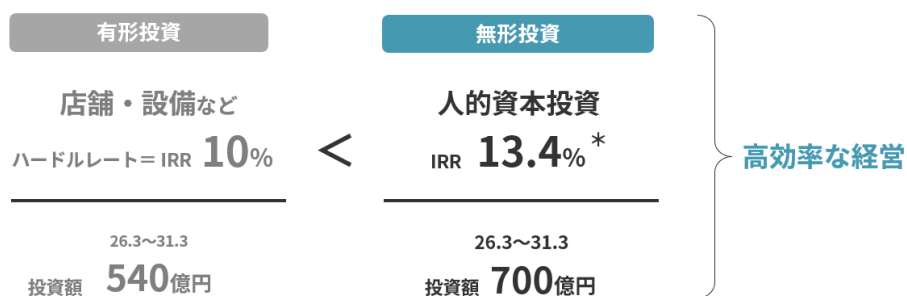 有形投資
店舗・設備など
ハードルレート＝ IRR 10%
26.3～31.3
投資額 540億円
＜
無形投資
人的資本投資
IRR 13.4%＊
26.3～31.3
投資額 700億円
高効率な経営